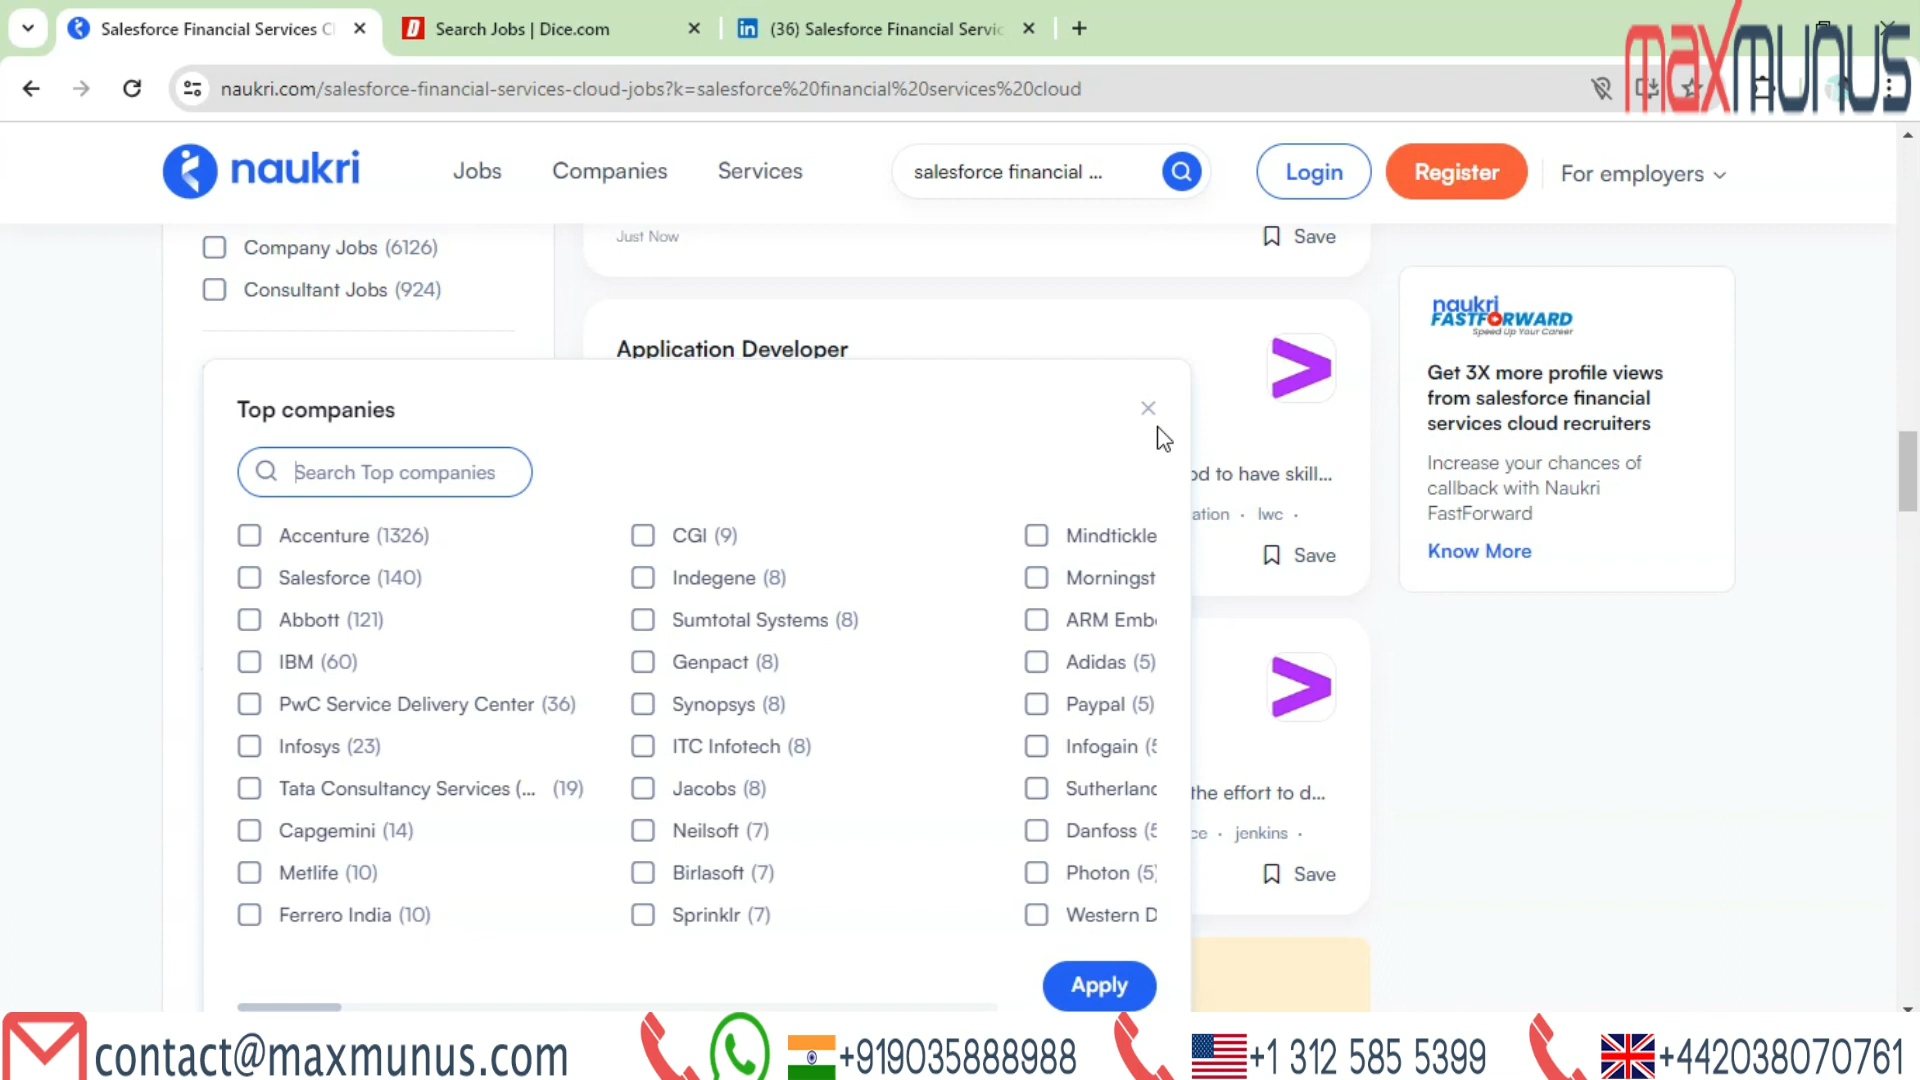 Salesforce Financial Services Cl
Search Jobs | Dice.com
(36) Salesforce Financial Servic
maxmunus
naukri.com/salesforce-financial-services-cloud-jobs?k=salesforce%20financial%20services%20cloud
naukri
Jobs
Companies
Services
salesforce financial ...
Login
Register
For employers
Company Jobs (6126)
Consultant Jobs (924)
Just Now
Save
Application Developer
od to have skill...
ation · lwc ·
Save
the effort to d...
ce · jenkins ·
Save
naukri
FASTFORWARD
Speed Up Your Career
Get 3X more profile views
from salesforce financial
services cloud recruiters
Increase your chances of
callback with Naukri
FastForward
Know More
Top companies
Search Top companies
Accenture (1326)
Salesforce (140)
Abbott (121)
IBM (60)
PwC Service Delivery Center (36)
Infosys (23)
Tata Consultancy Services (... (19)
Capgemini (14)
Metlife (10)
Ferrero India (10)
CGI (9)
Indegene (8)
Sumtotal Systems (8)
Genpact (8)
Synopsys (8)
ITC Infotech (8)
Jacobs (8)
Neilsoft (7)
Birlasoft (7)
Sprinklr (7)
Mindtickle
Morningst
ARM Emb
Adidas (5)
Paypal (5)
Infogain (5
Sutherland
Danfoss (5
Photon (5)
Western D
Apply
contact@maxmunus.com
+919035888988
+1 312 585 5399
+442038070761